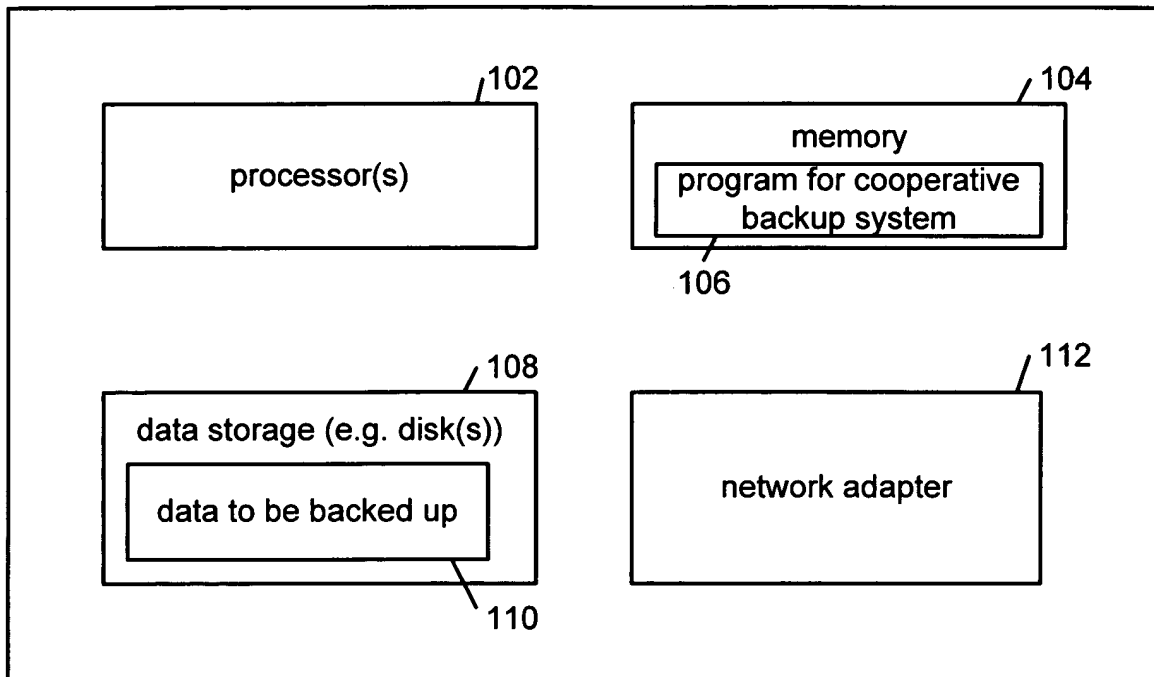 102
processor(s)
104
memory
program for cooperative
backup system
106
108
data storage (e.g. disk(s))
data to be backed up
110
112
network adapter